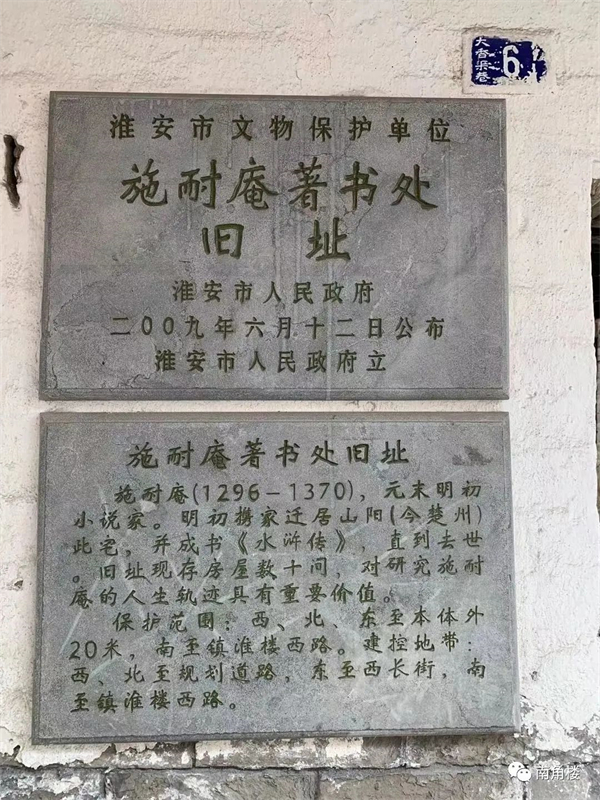 大香渠巷
6
淮安市文物保护单位
施耐庵著书处
旧址
淮安市人民政府
二〇〇九年六月十二日公布
淮安市人民政府立
施耐庵著书处旧址
施耐庵(1296－1370)，元末明初
小说家。明初携家迁居山阳(今楚州)
此宅，并成书《水浒传》，直到去世
。旧址现存房屋数十间，对研究施耐
庵的人生轨迹具有重要价值。
保护范围：西、北、东至本体外
20米，南至镇淮楼西路。建控地带：
西、北至规划道路，东至西长街，南
至镇淮楼西路。
南角楼